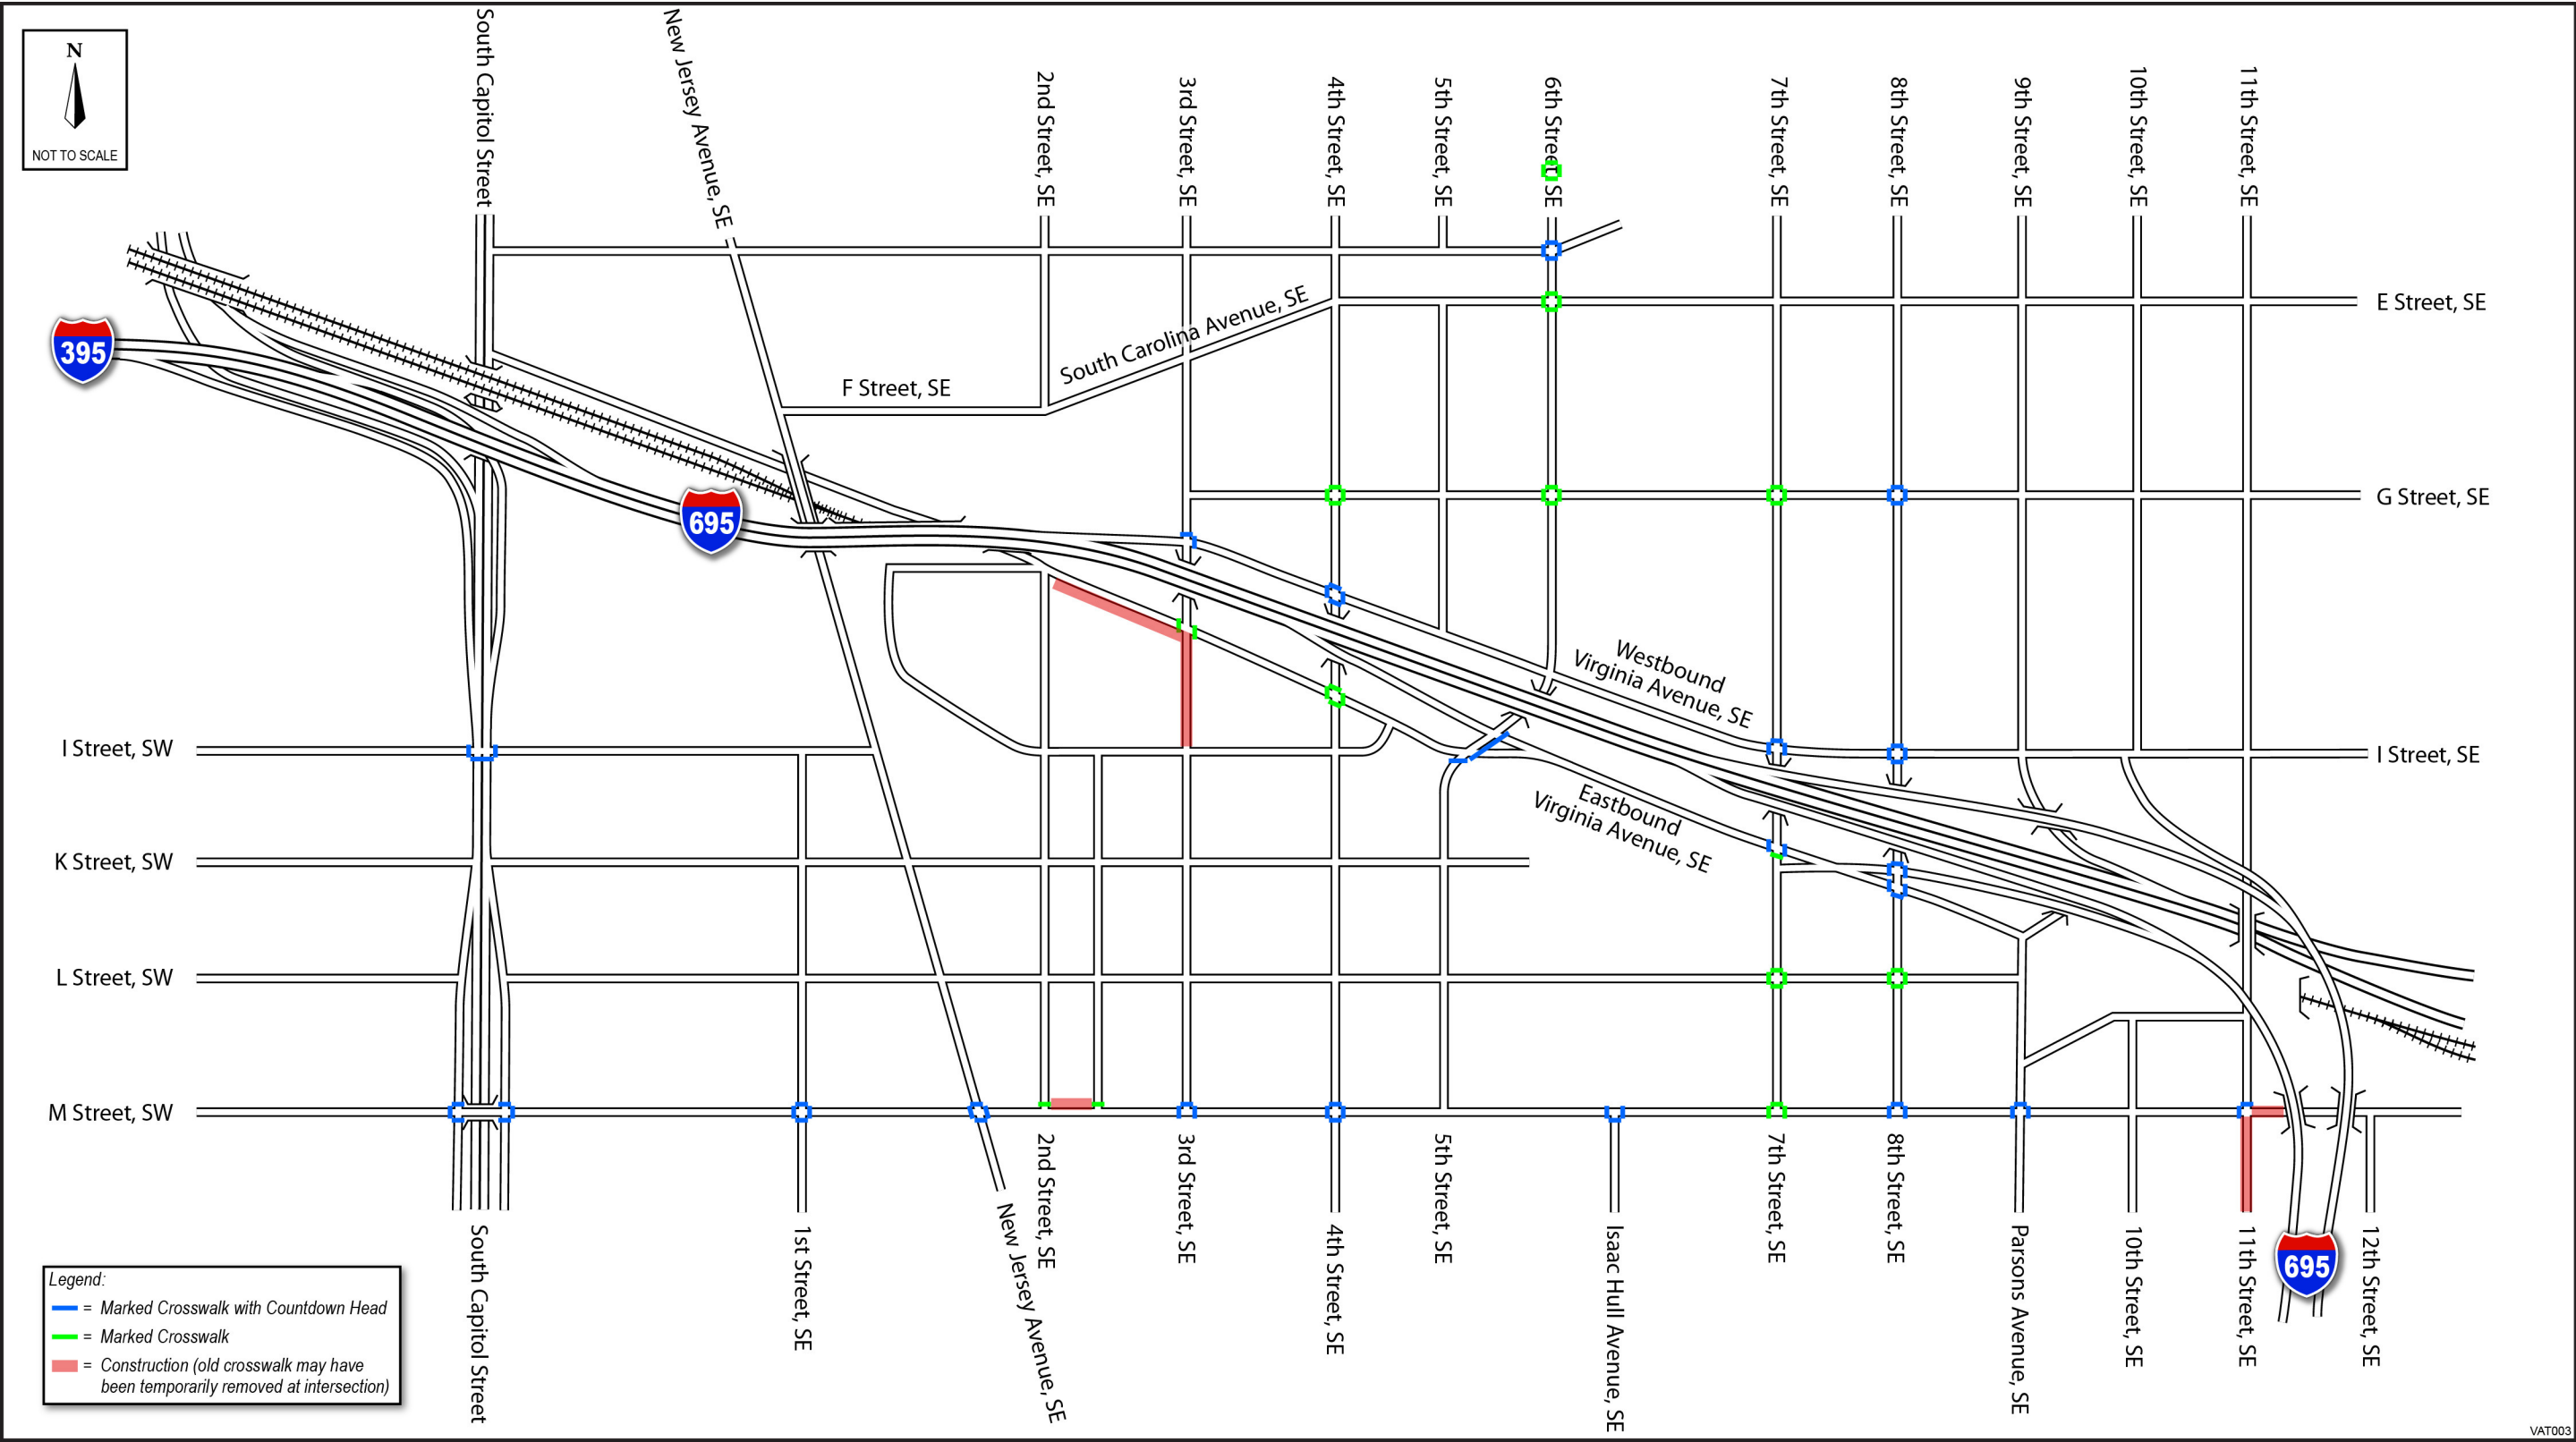 N
NOT TO SCALE
South Capitol Street
New Jersey Avenue, SE
2nd Street, SE
3rd Street, SE
4th Street, SE
5th Street, SE
6th Street SE
7th Street, SE
8th Street, SE
9th Street, SE
10th Street, SE
11th Street, SE
South Carolina Avenue, SE
E Street, SE
395
F Street, SE
695
G Street, SE
Westbound
Virginia Avenue, SE
I Street, SW
I Street, SE
Eastbound
Virginia Avenue, SE
K Street, SW
L Street, SW
M Street, SW
South Capitol Street
1st Street, SE
New Jersey Avenue, SE
2nd Street, SE
3rd Street, SE
4th Street, SE
5th Street, SE
Isaac Hull Avenue, SE
7th Street, SE
8th Street, SE
Parsons Avenue, SE
10th Street, SE
11th Street, SE
695
12th Street, SE
Legend:
= Marked Crosswalk with Countdown Head
= Marked Crosswalk
= Construction (old crosswalk may have
been temporarily removed at intersection)
VAT003